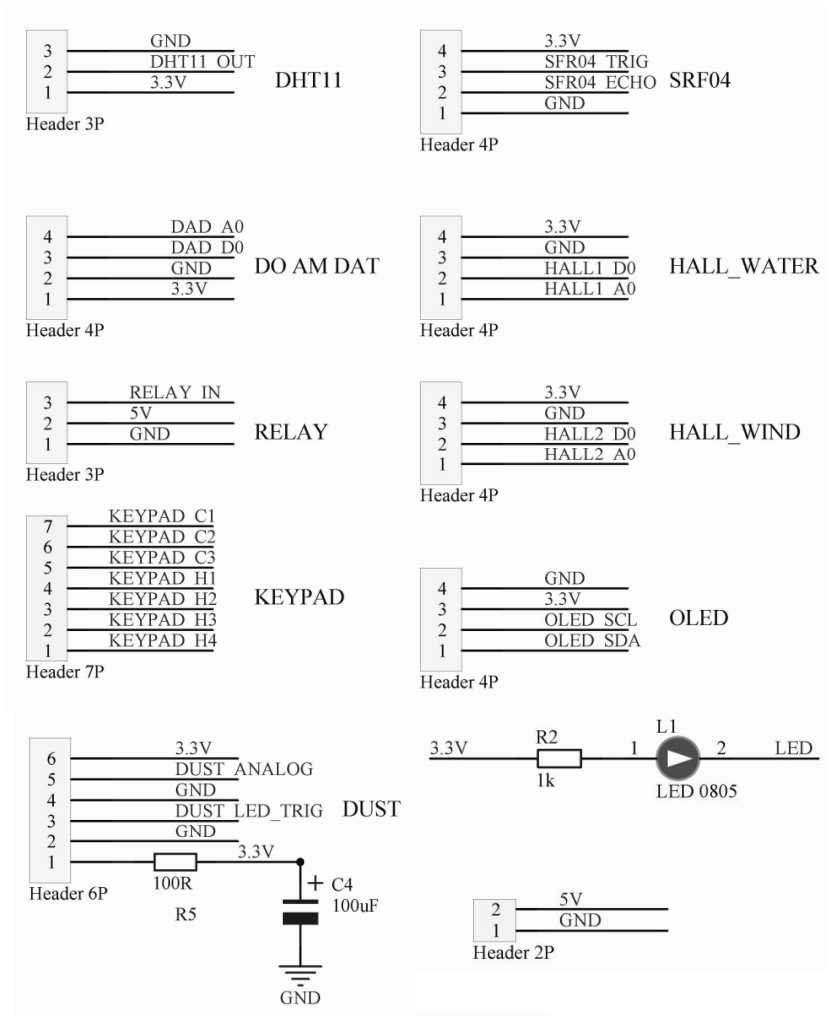 GND
3
DHT11_OUT
2
DHT11
3.3V
1
Header 3P
3.3V
4
SFR04_TRIG
3
SFR04_ECHO
SRF04
2
GND
1
Header 4P
DAD_A0
4
DAD_D0
3
DO AM DAT
GND
2
3.3V
1
Header 4P
3.3V
4
GND
3
HALL_WATER
HALL1_D0
2
HALL1_A0
1
Header 4P
RELAY_IN
3
5V
2
RELAY
GND
1
Header 3P
3.3V
4
GND
3
HALL_WIND
HALL2_D0
2
HALL2_A0
1
Header 4P
KEYPAD_C1
7
KEYPAD_C2
6
KEYPAD_C3
5
KEYPAD_H1
4
KEYPAD
KEYPAD_H2
3
KEYPAD_H3
2
KEYPAD_H4
1
Header 7P
GND
4
3.3V
3
OLED
OLED_SCL
2
OLED_SDA
1
Header 4P
3.3V
6
DUST_ANALOG
5
GND
4
DUST_LED_TRIG
3
DUST
GND
2
3.3V
1
Header 6P
100R
R5
C4
100uF
GND
L1
3.3V
R2
1
2
LED
1k
LED 0805
5V
2
GND
1
Header 2P